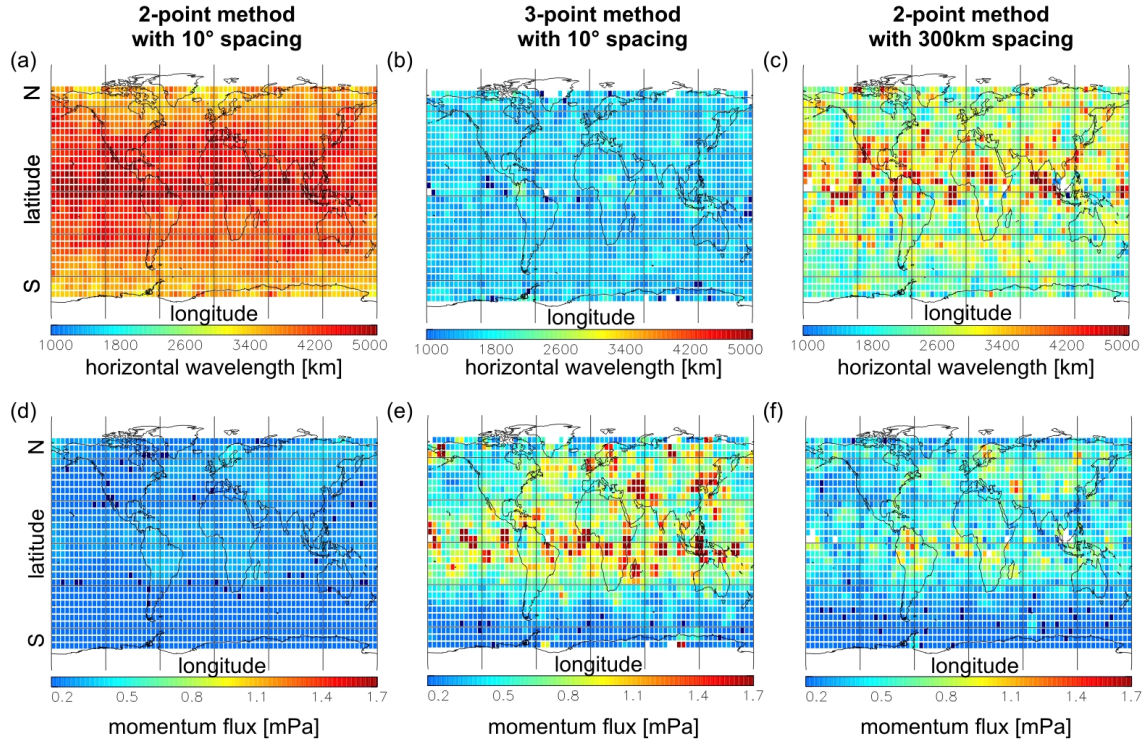 2-point method
with 10° spacing
3-point method
with 10° spacing
2-point method
with 300km spacing
(a)
(b)
(c)
N
latitude
S
longitude
longitude
longitude
1000 1800 2600 3400 4200 5000
1000 1800 2600 3400 4200 5000
1000 1800 2600 3400 4200 5000
horizontal wavelength [km]
horizontal wavelength [km]
horizontal wavelength [km]
(d)
(e)
(f)
N
latitude
S
longitude
longitude
longitude
0.2 0.5 0.8 1.1 1.4 1.7
0.2 0.5 0.8 1.1 1.4 1.7
0.2 0.5 0.8 1.1 1.4 1.7
momentum flux [mPa]
momentum flux [mPa]
momentum flux [mPa]